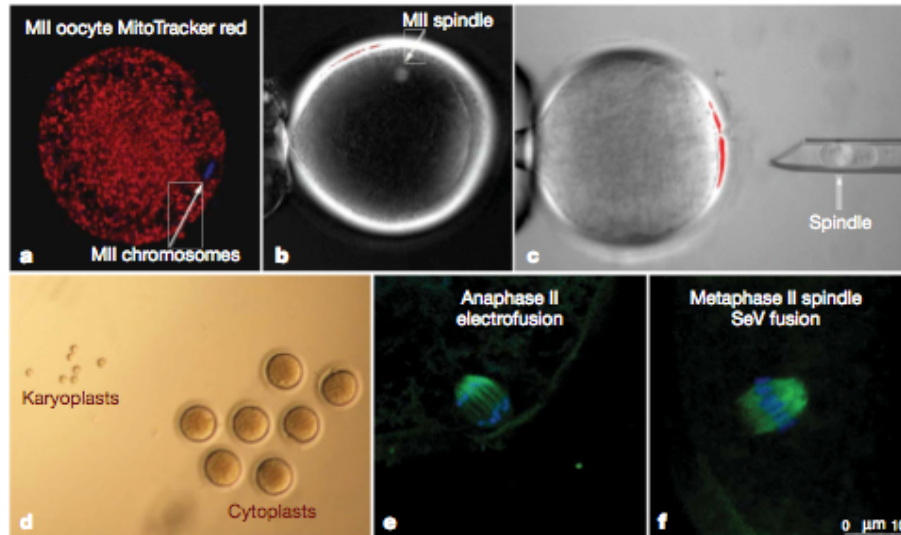 MII oocyte MitoTracker red
MII chromosomes
a
MII spindle
b
Spindle
c
Karyoplasts
Cytoplasts
d
Anaphase II
electrofusion
e
Metaphase II spindle
SeV fusion
f
0 µm 10